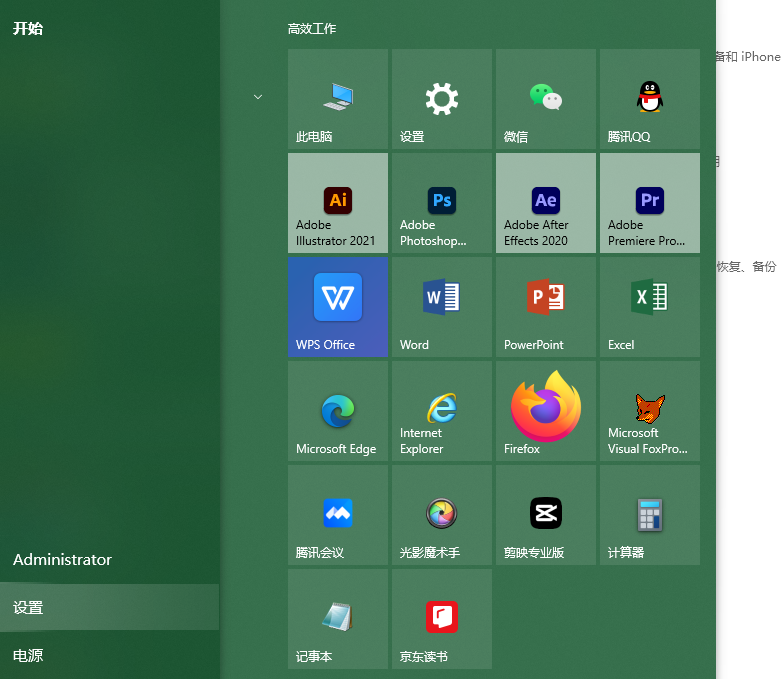 开始
高效工作
备和 iPhone
此电脑
设置
微信
腾讯QQ
Ai
Ps
Ae
Pr
Adobe
Illustrator 2021
Adobe
Photoshop...
Adobe After
Effects 2020
Adobe
Premiere Pro...
恢复、备份
W
P
X
WPS Office
Word
PowerPoint
Excel
Microsoft Edge
Internet
Explorer
Firefox
Microsoft
Visual FoxPro...
腾讯会议
光影魔术手
剪映专业版
计算器
Administrator
设置
电源
记事本
京东读书